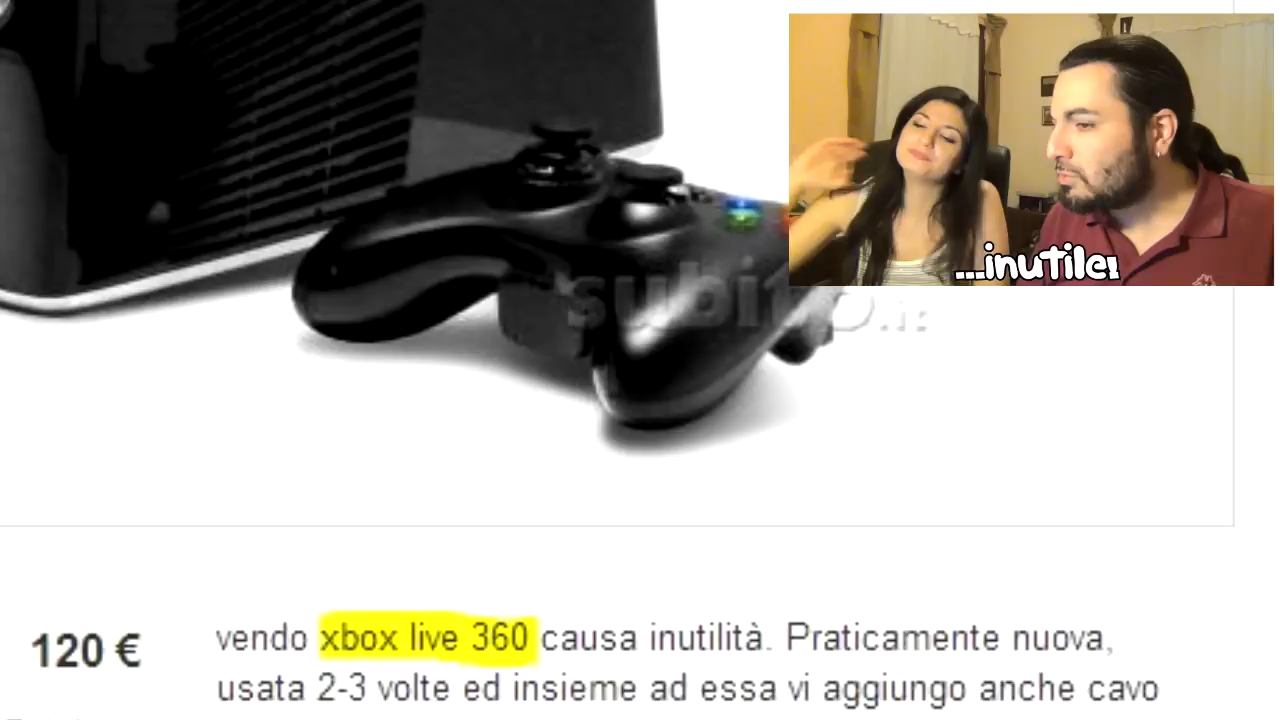 ...inutile!
subito.it
120 €
vendo xbox live 360 causa inutilità. Praticamente nuova,
usata 2-3 volte ed insieme ad essa vi aggiungo anche cavo